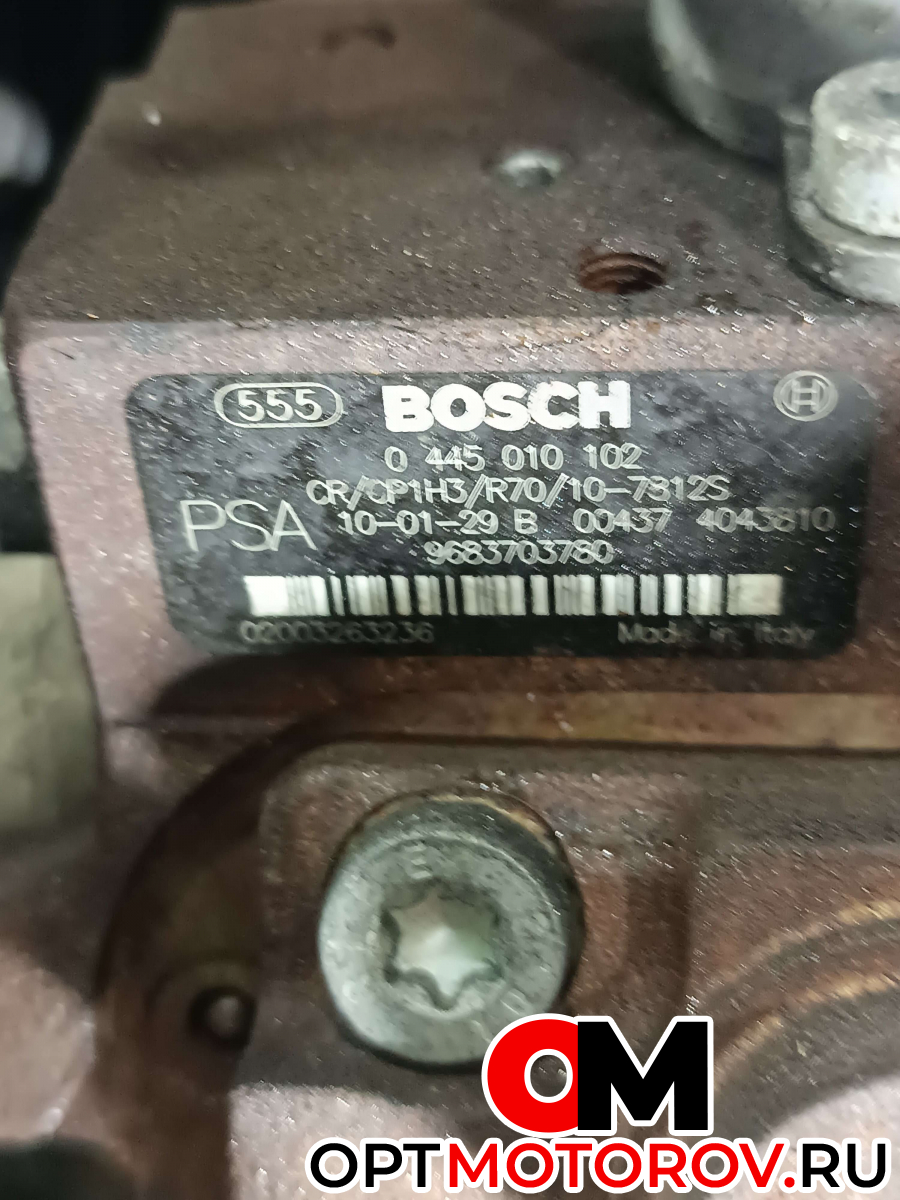 555 BOSCH H
0 445 010 102
CR/CP1H3/R70/10-7812S
PSA 10-01-29 B 00437 4043810
9683703780
02003263236 Made in Italy
E
OM
OPTMOTOROV.RU